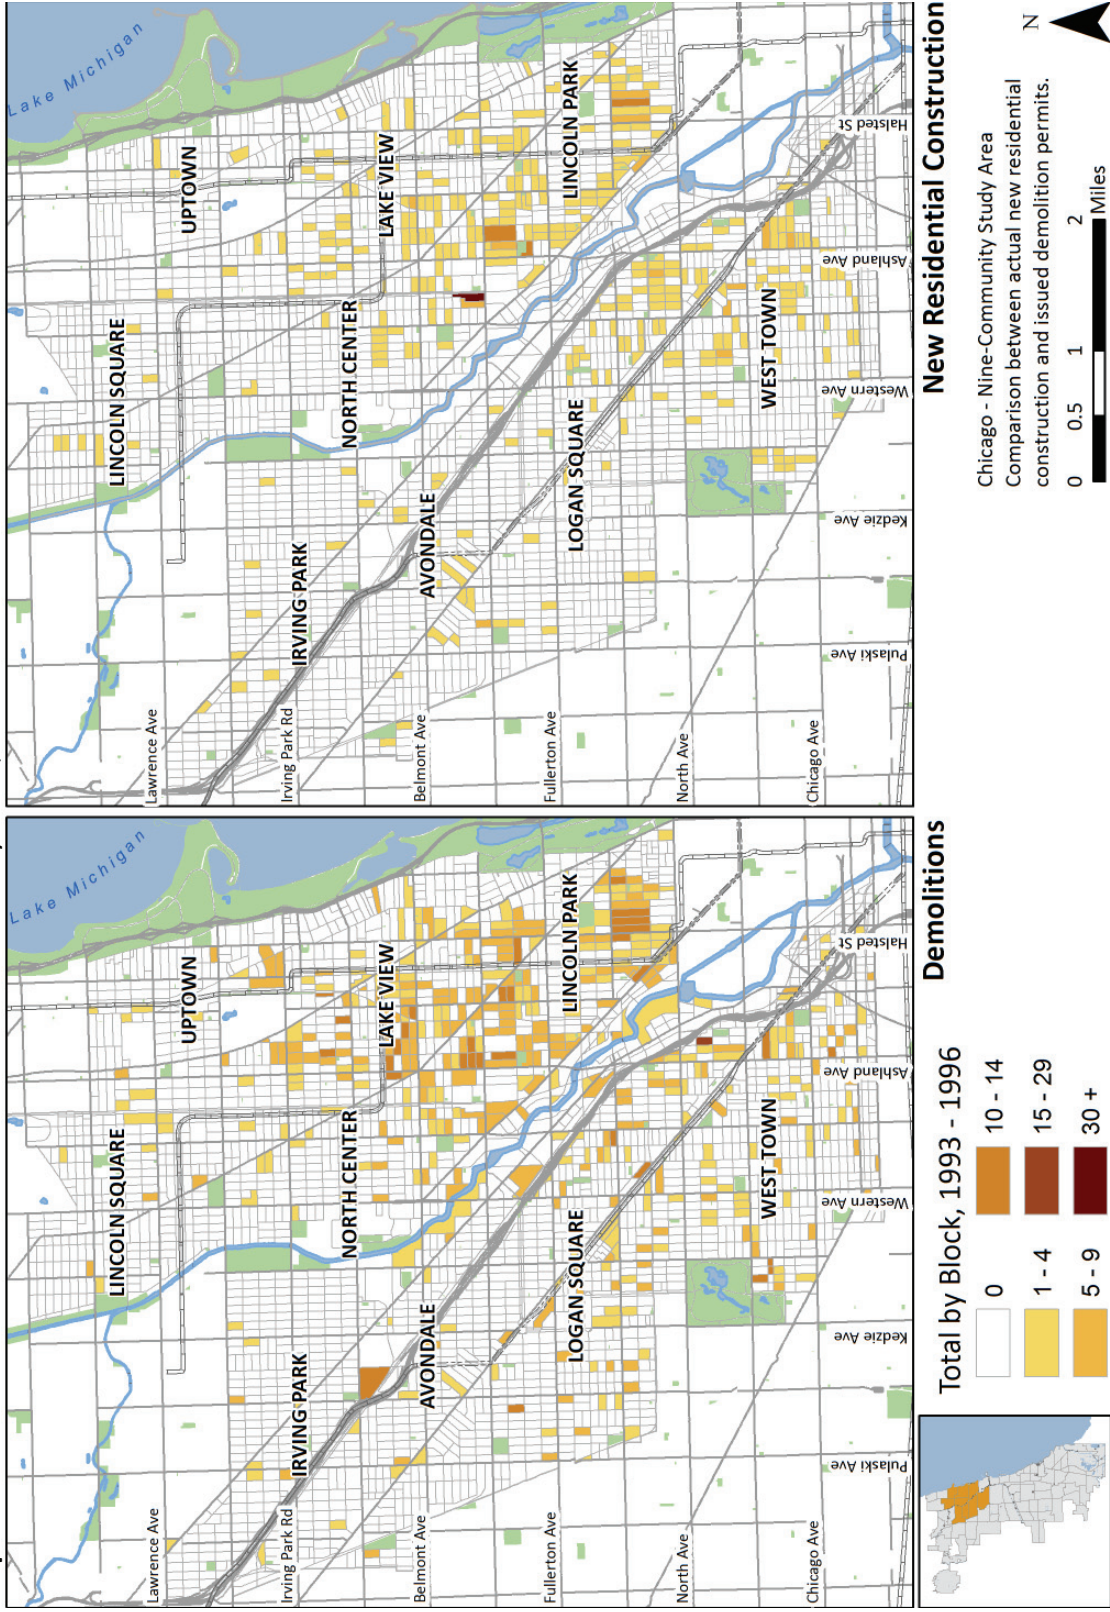 Lake Michigan
UPTOWN
LINCOLN SQUARE
LAKE VIEW
NORTH CENTER
IRVING PARK
LINCOLN PARK
AVONDALE
LOGAN SQUARE
WEST TOWN
Lawrence Ave
Irving Park Rd
Belmont Ave
Fullerton Ave
North Ave
Chicago Ave
Pulaski Ave
Kedzie Ave
Western Ave
Ashland Ave
Halsted St
Demolitions
Lake Michigan
UPTOWN
LINCOLN SQUARE
LAKE VIEW
NORTH CENTER
IRVING PARK
LINCOLN PARK
AVONDALE
LOGAN SQUARE
WEST TOWN
Lawrence Ave
Irving Park Rd
Belmont Ave
Fullerton Ave
North Ave
Chicago Ave
Pulaski Ave
Kedzie Ave
Western Ave
Ashland Ave
Halsted St
New Residential Construction
Total by Block, 1993 - 1996
0
1 - 4
5 - 9
10 - 14
15 - 29
30 +
Chicago - Nine-Community Study Area
Comparison between actual new residential
construction and issued demolition permits.
0 0.5 1 2
Miles
N